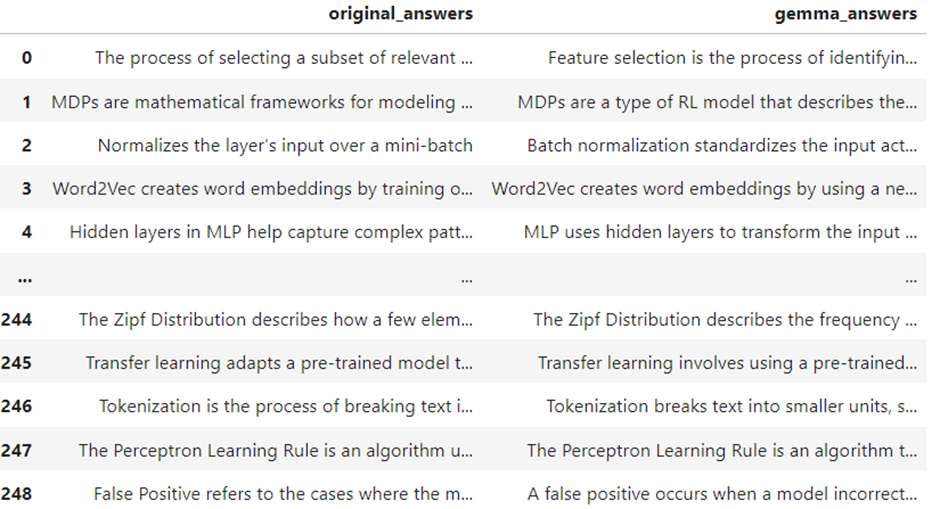 original_answers gemma_answers
0 The process of selecting a subset of relevant ... Feature selection is the process of identifyin...
1 MDPs are mathematical frameworks for modeling ... MDPs are a type of RL model that describes the...
2 Normalizes the layer's input over a mini-batch Batch normalization standardizes the input act...
3 Word2Vec creates word embeddings by training o... Word2Vec creates word embeddings by using a ne...
4 Hidden layers in MLP help capture complex patt... MLP uses hidden layers to transform the input ...
... ... ...
244 The Zipf Distribution describes how a few elem... The Zipf Distribution describes the frequency ...
245 Transfer learning adapts a pre-trained model t... Transfer learning involves using a pre-trained...
246 Tokenization is the process of breaking text i... Tokenization breaks text into smaller units, s...
247 The Perceptron Learning Rule is an algorithm u... The Perceptron Learning Rule is an algorithm t...
248 False Positive refers to the cases where the m... A false positive occurs when a model incorrect...